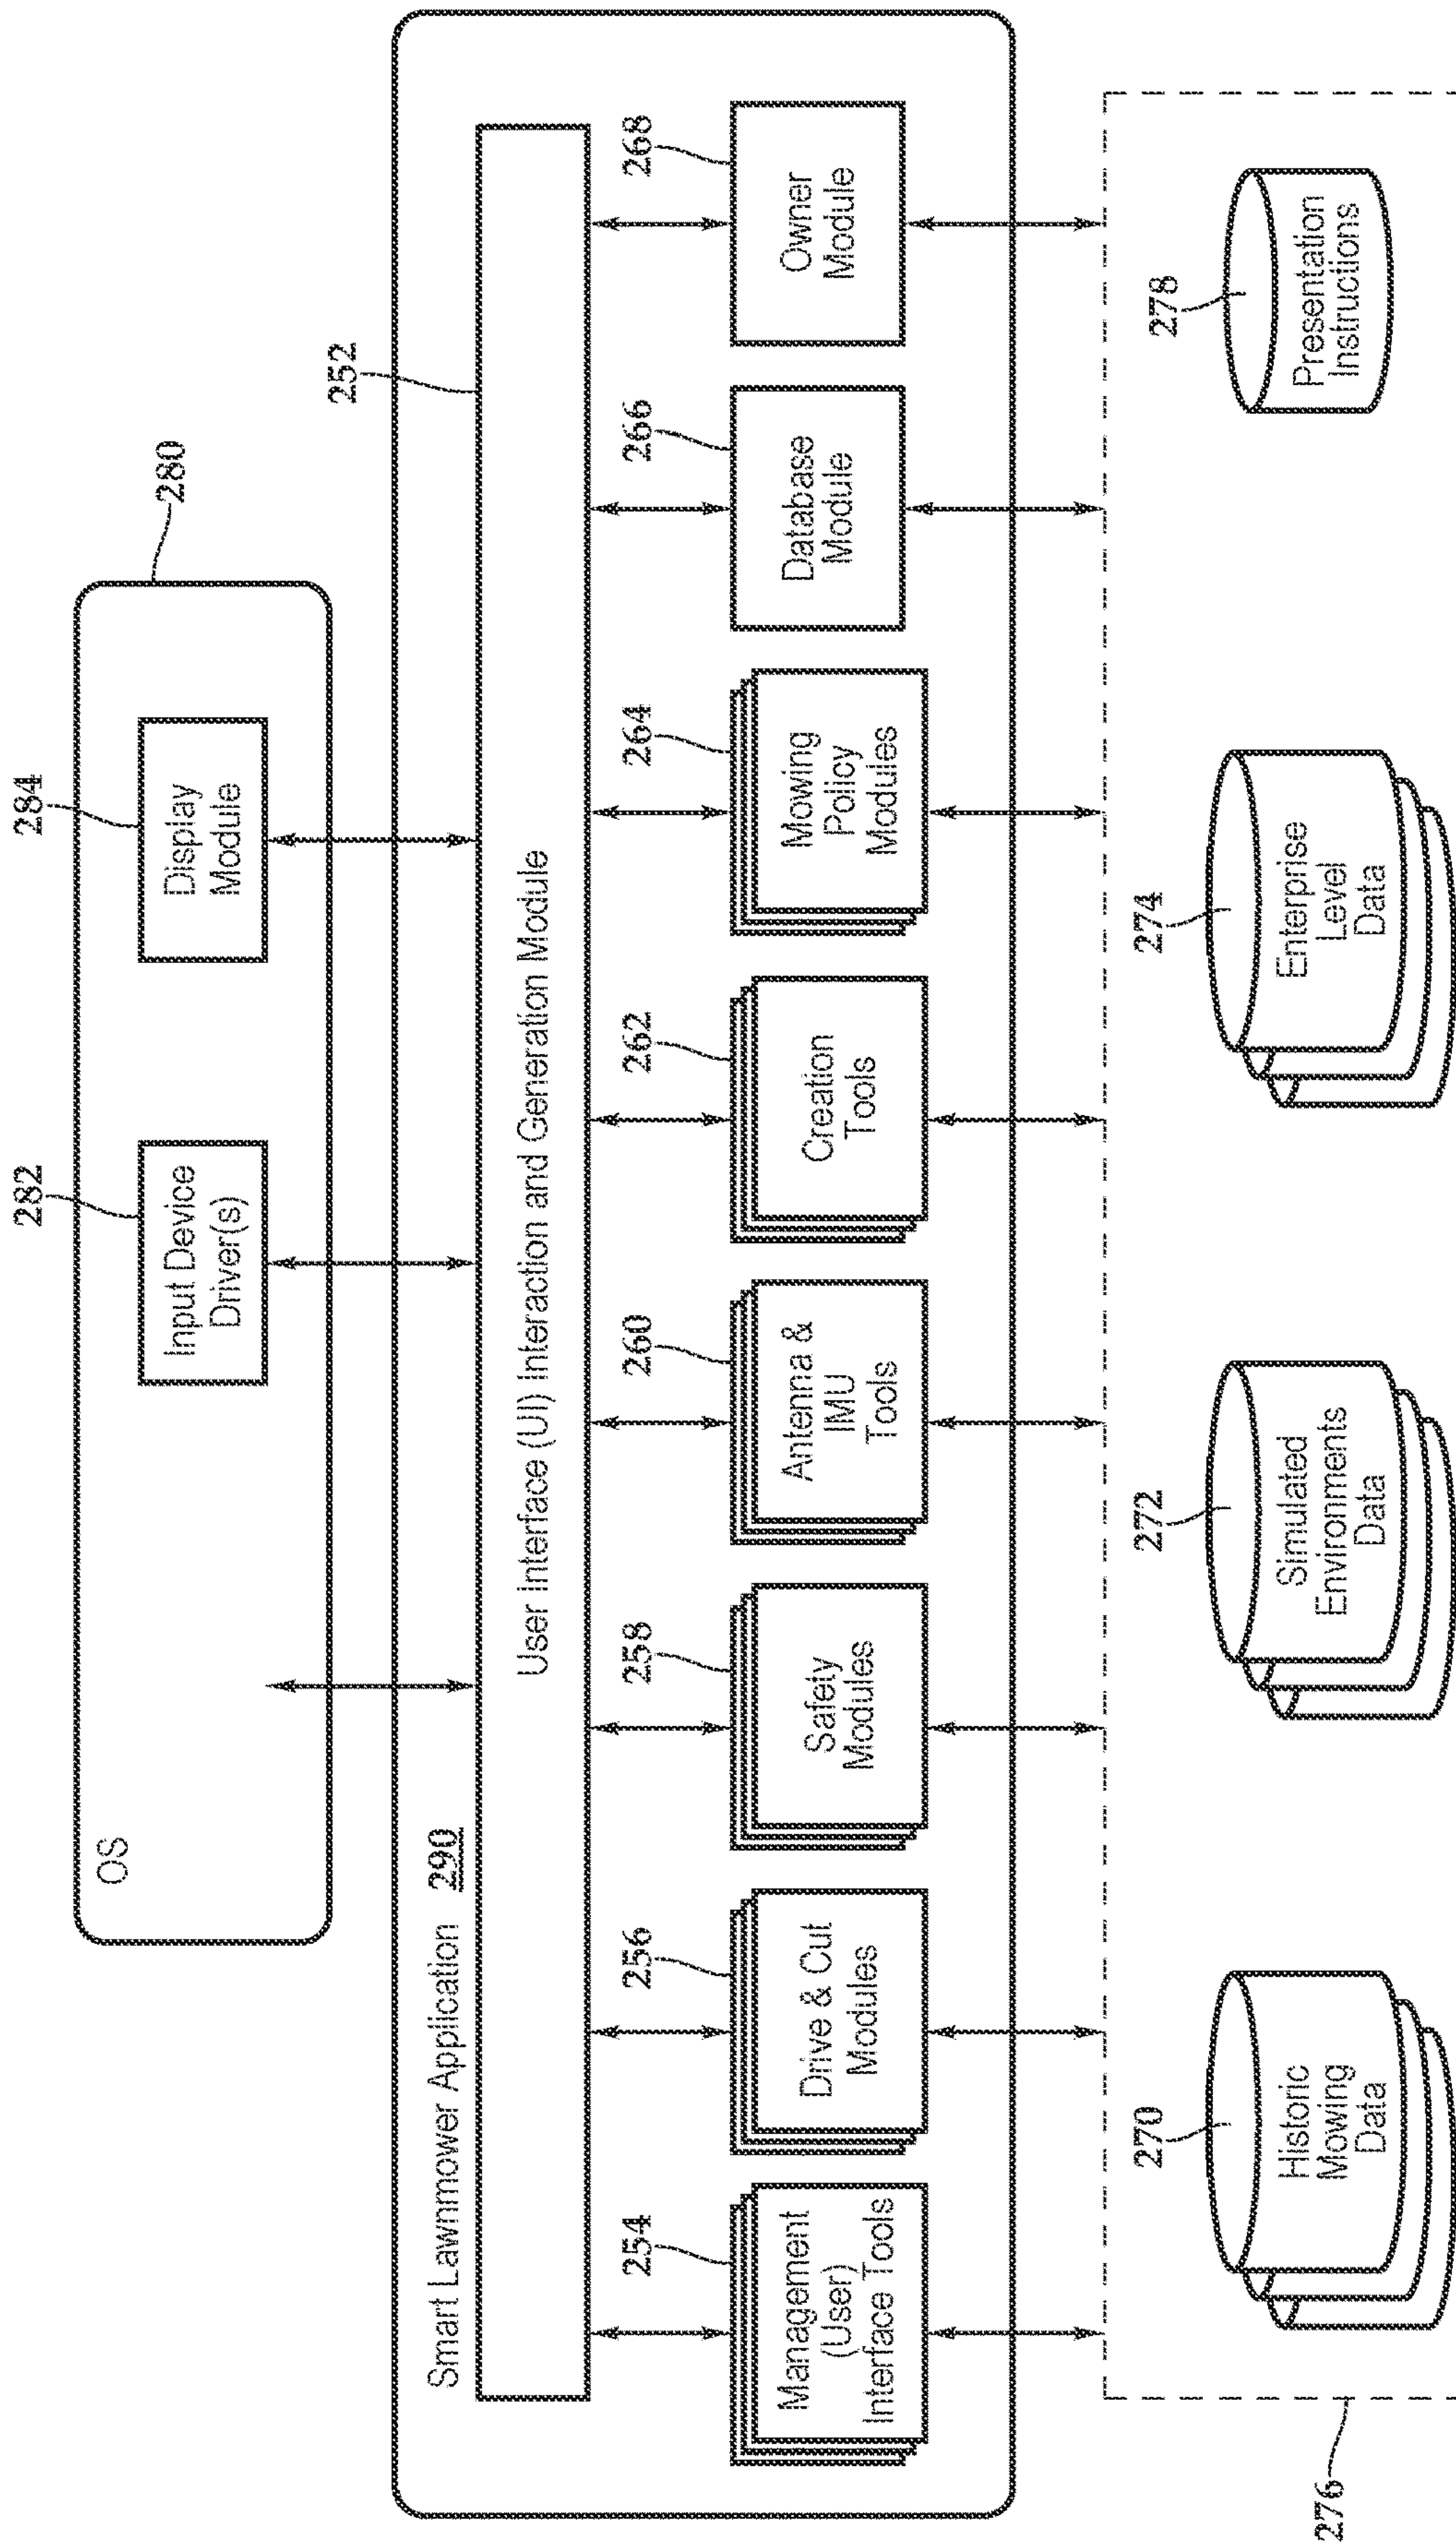 280
282
284
OS
Input Device
Driver(s)
Display
Module
252
Smart Lawnmower Application 290
User Interface (UI) Interaction and Generation Module
254
256
258
260
262
264
266
268
Management
(User)
Interface Tools
Drive & Cut
Modules
Safety
Modules
Antenna &
IMU
Tools
Creation
Tools
Mowing
Policy
Modules
Database
Module
Owner
Module
276
270
272
274
278
Historic
Mowing
Data
Simulated
Environments
Data
Enterprise
Level
Data
Presentation
Instructions